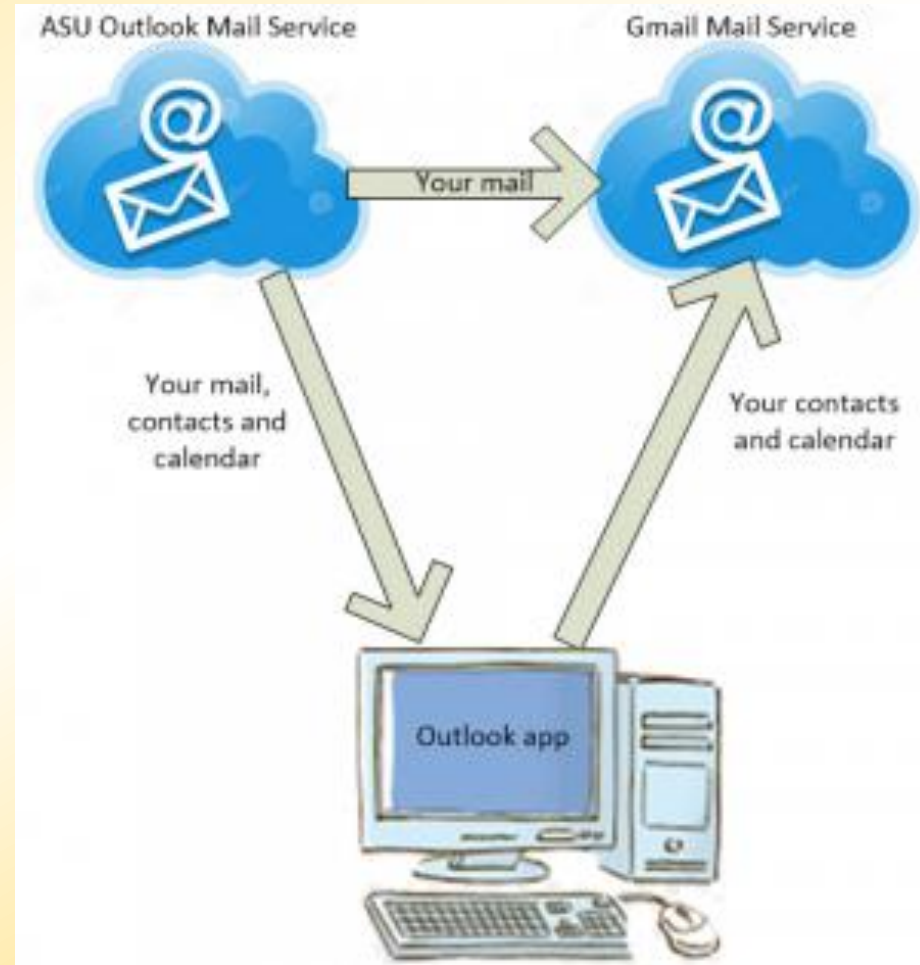 ASU Outlook Mail Service
Gmail Mail Service
@
@
Your mail
Your mail,
contacts and
calendar
Your contacts
and calendar
Outlook app